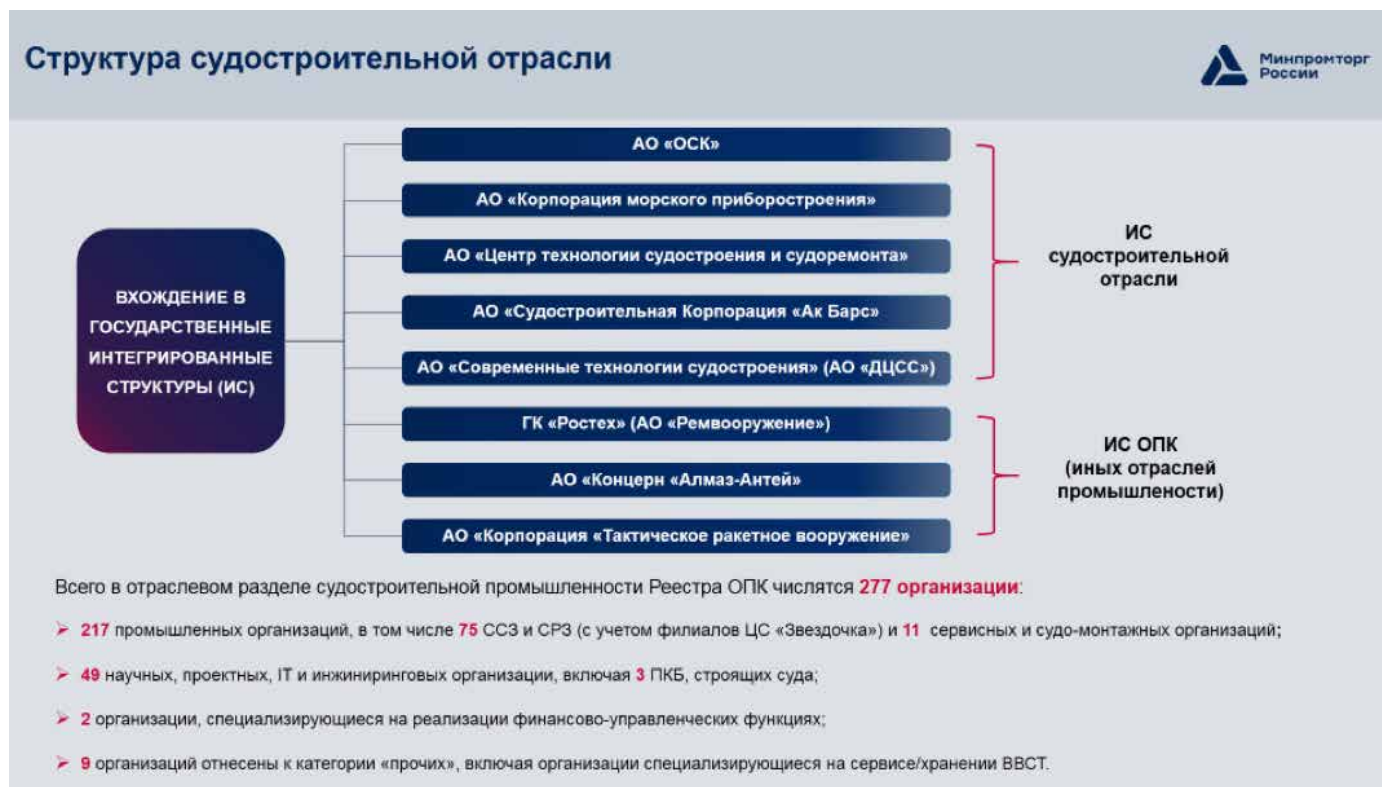 Структура судостроительной отрасли
Минпромторг
России
АО «ОСК»
АО «Корпорация морского приборостроения»
АО «Центр технологии судостроения и судоремонта»
АО «Судостроительная Корпорация «Ак Барс»
АО «Современные технологии судостроения» (АО «ДЦСС»)
ГК «Ростех» (АО «Ремвооружение»)
АО «Концерн «Алмаз-Антей»
АО «Корпорация «Тактическое ракетное вооружение»
ВХОЖДЕНИЕ В
ГОСУДАРСТВЕННЫЕ
ИНТЕГРИРОВАННЫЕ
СТРУКТУРЫ (ИС)
ИС
судостроительной
отрасли
ИС ОПК
(иных отраслей
промышлености)
Всего в отраслевом разделе судостроительной промышленности Реестра ОПК числятся 277 организации:
➢ 217 промышленных организаций, в том числе 75 ССЗ и СРЗ (с учетом филиалов ЦС «Звездочка») и 11 сервисных и судо-монтажных организаций;
➢ 49 научных, проектных, IT и инжиниринговых организации, включая 3 ПКБ, строящих суда;
➢ 2 организации, специализирующиеся на реализации финансово-управленческих функциях;
➢ 9 организаций отнесены к категории «прочих», включая организации специализирующиеся на сервисе/хранении ВВСТ.